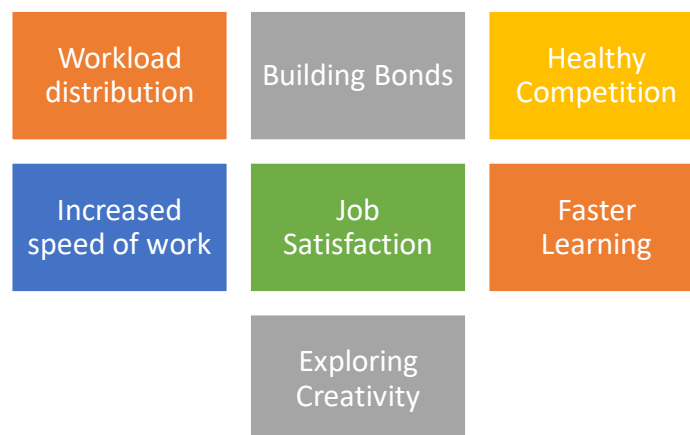 Workload
distribution
Building Bonds
Healthy
Competition
Increased
speed of work
Job
Satisfaction
Faster
Learning
Exploring
Creativity